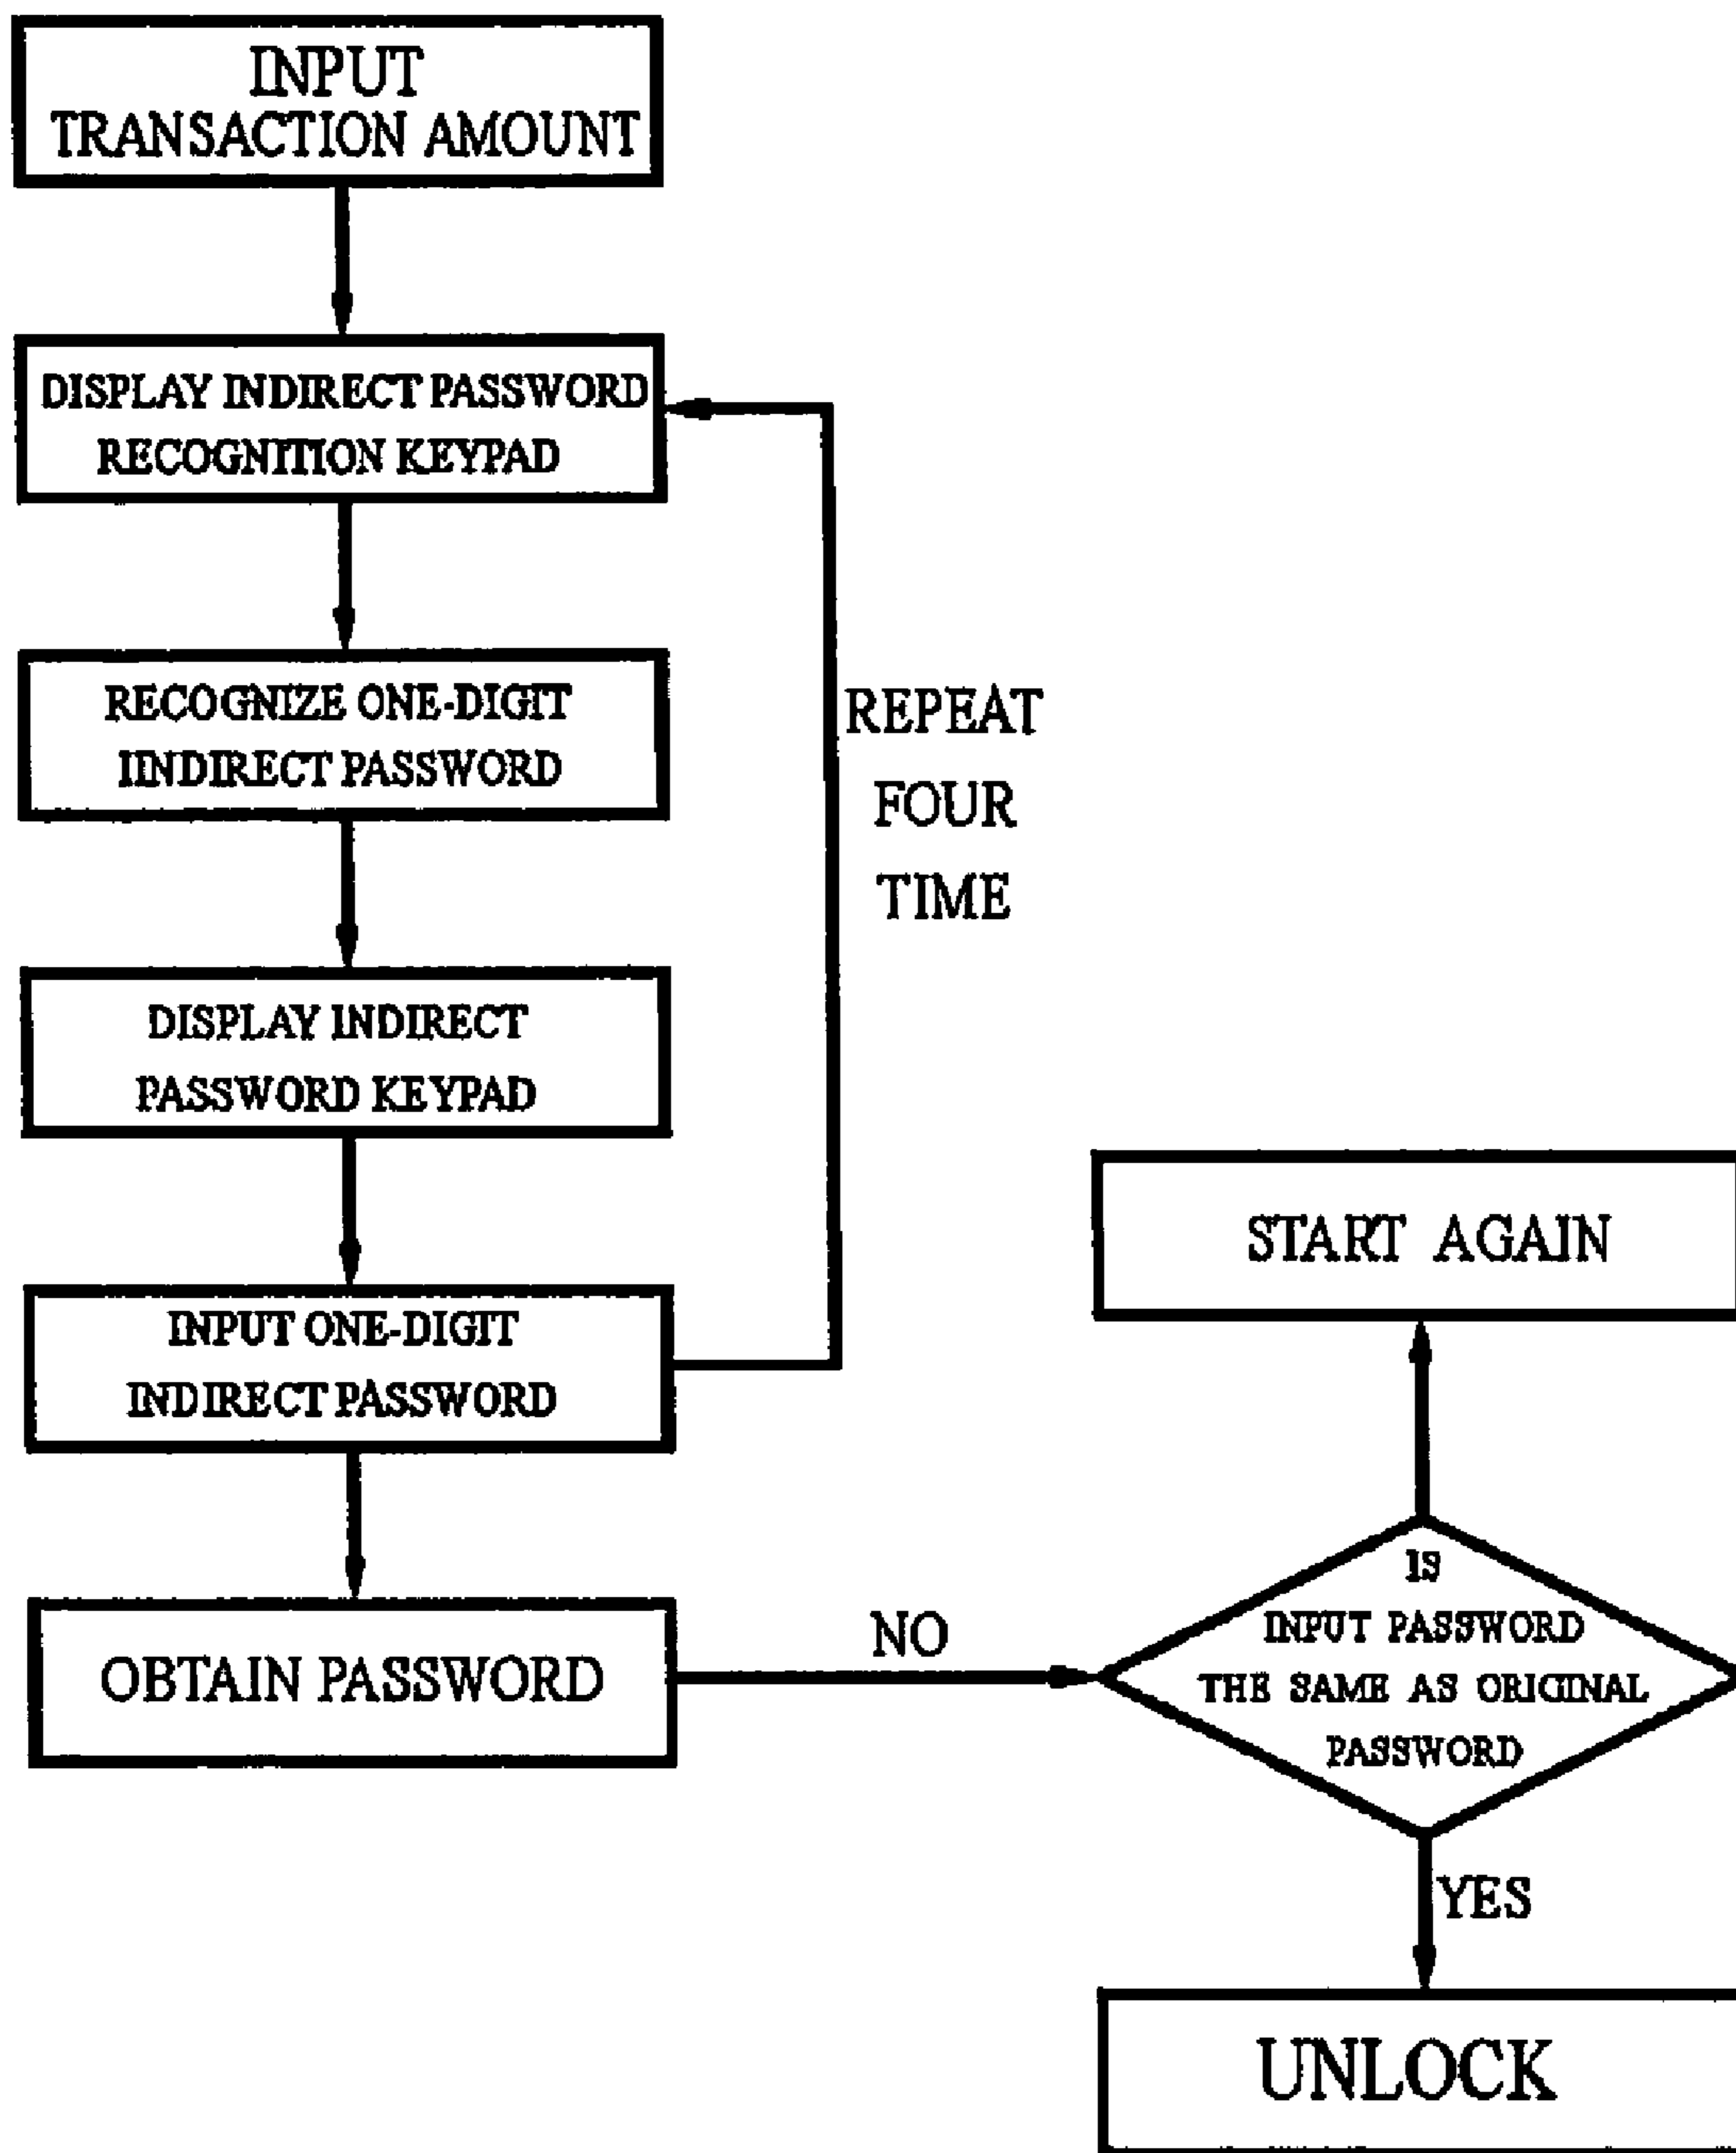 INPUT
TRANSACTION AMOUNT
DISPLAY INDIRECT PASSWORD
RECOGNITION KEYPAD
RECOGNIZE ONE-DIGIT
IINDIRECT PASSWORD
REPEAT
FOUR
TIME
DISPLAY INDIRECT
PASSWORD KEYPAD
INPUT ONE-DIGIT
INDIRECT PASSWORD
OBTAIN PASSWORD
NO
START AGAIN
IS
INPUT PASSWORD
THE SAME AS ORIGINAL
PASSWORD
YES
UNLOCK